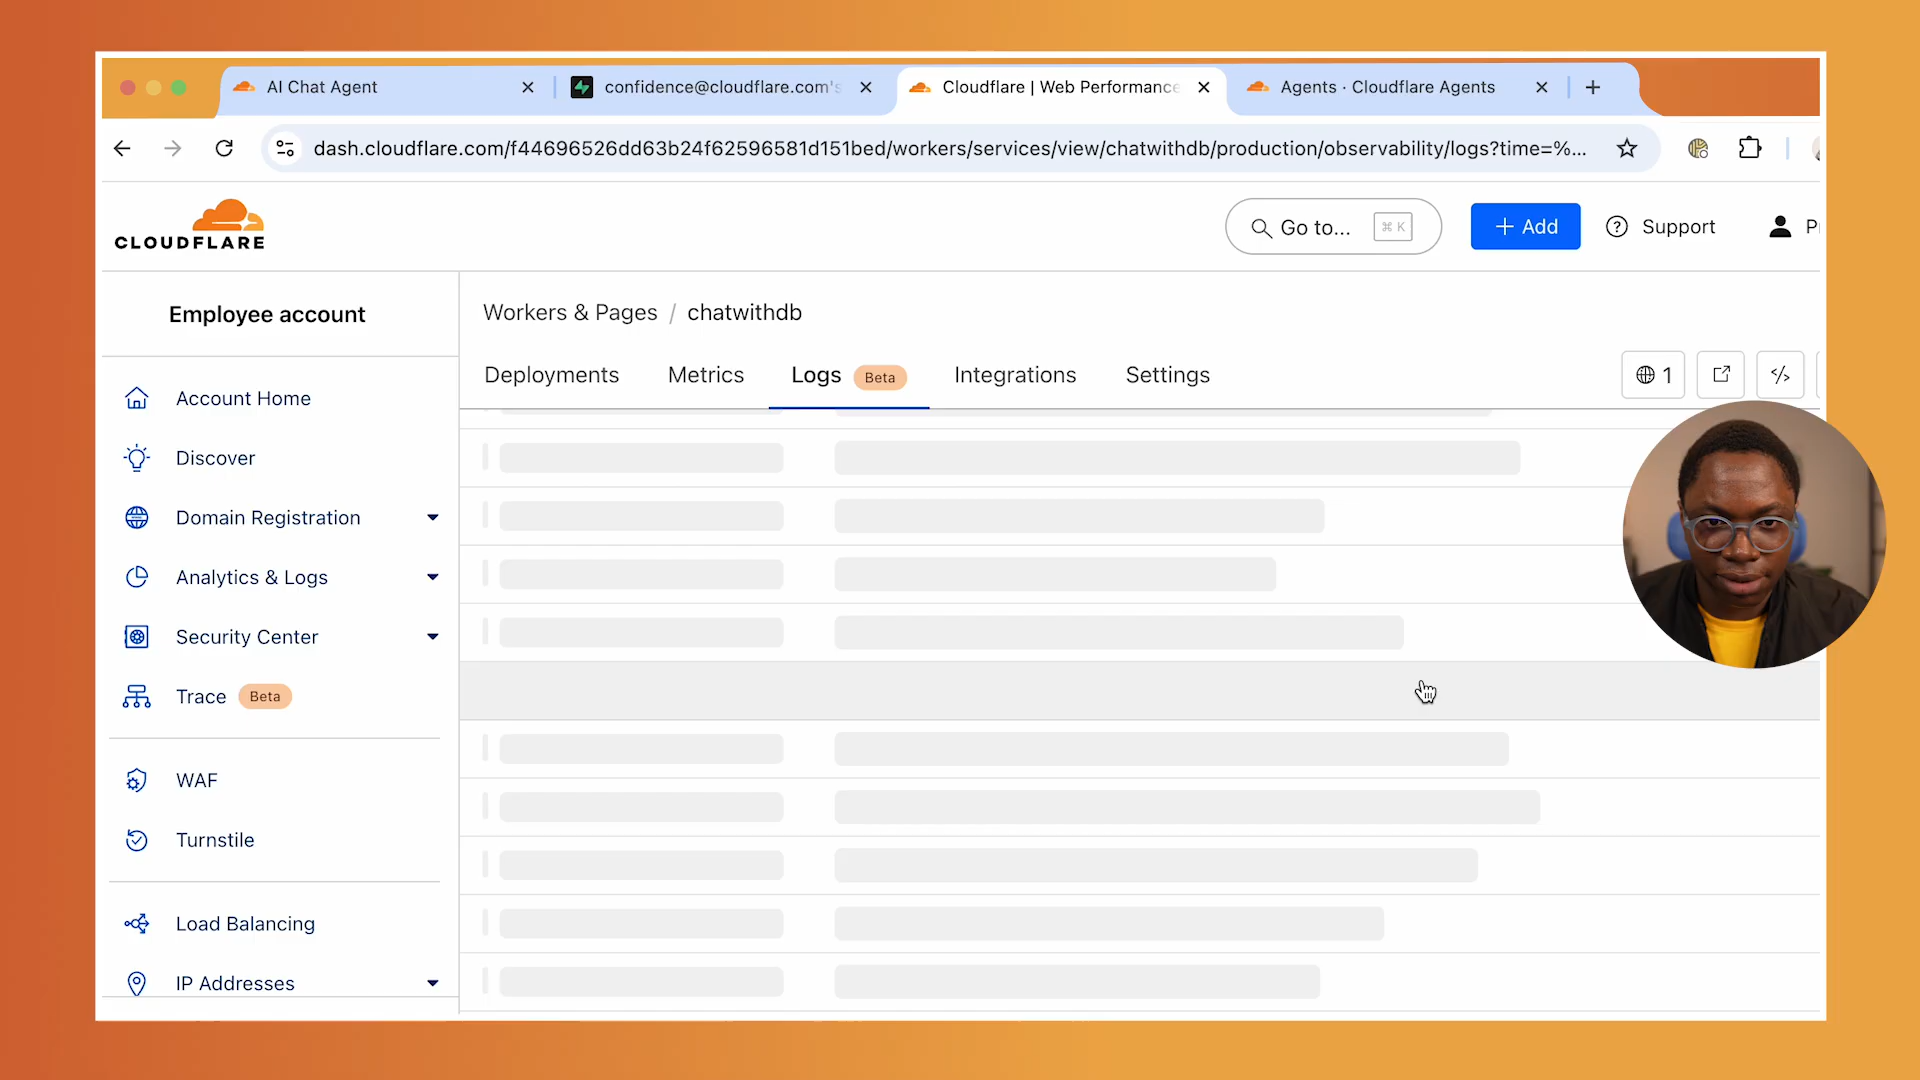 AI Chat Agent
confidence@cloudflare.com's
Cloudflare | Web Performance
Agents · Cloudflare Agents
dash.cloudflare.com/f44696526dd63b24f62596581d151bed/workers/services/view/chatwithdb/production/observability/logs?time=%...
CLOUDFLARE
Go to...
⌘ K
+ Add
Support
Employee account
Workers & Pages / chatwithdb
Deployments
Metrics
Logs Beta
Integrations
Settings
1
Account Home
Discover
Domain Registration
Analytics & Logs
Security Center
Trace Beta
WAF
Turnstile
Load Balancing
IP Addresses